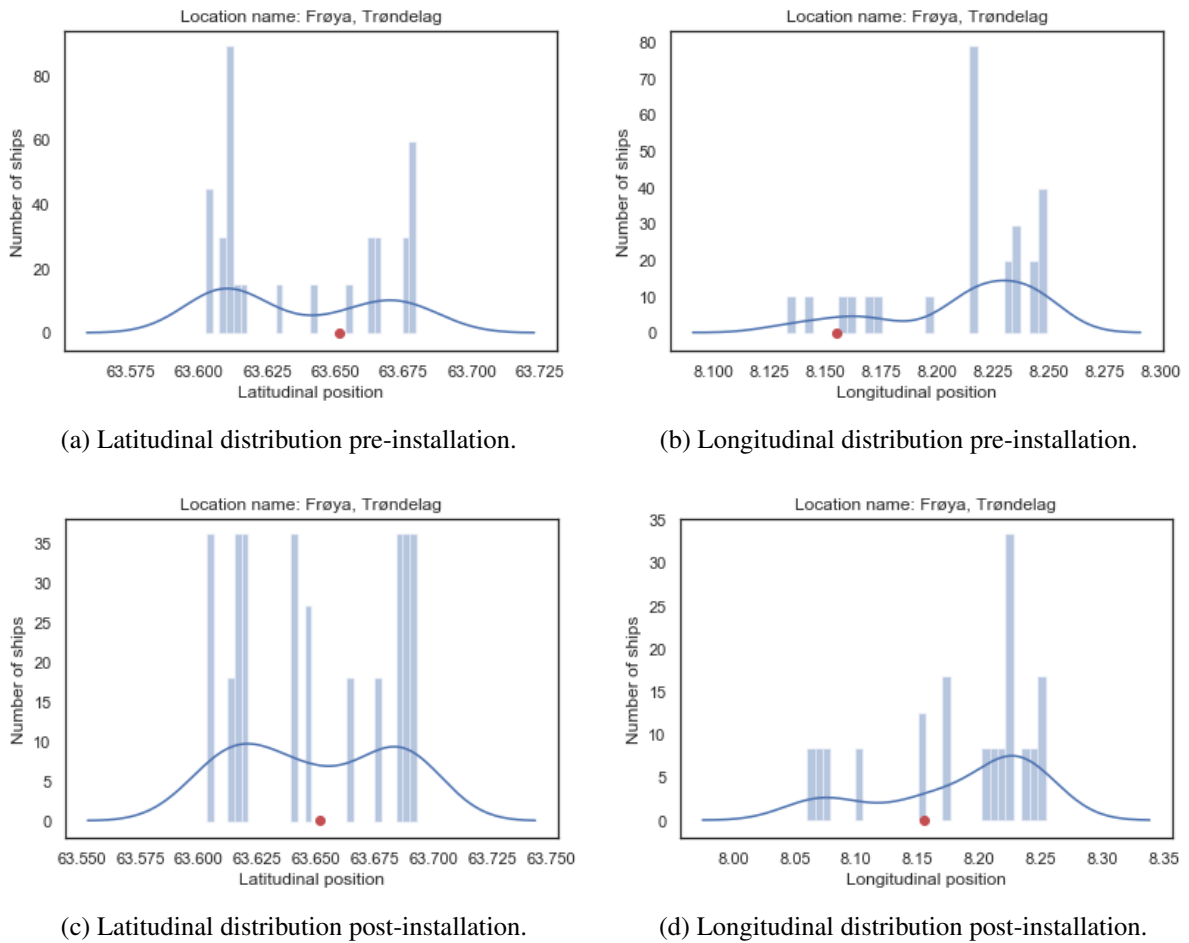 Location name: Frøya, Trøndelag
Number of ships
80
60
40
20
0
63.575 63.600 63.625 63.650 63.675 63.700 63.725
Latitudinal position
(a) Latitudinal distribution pre-installation.
Location name: Frøya, Trøndelag
Number of ships
80
70
60
50
40
30
20
10
0
8.100 8.125 8.150 8.175 8.200 8.225 8.250 8.275 8.300
Longitudinal position
(b) Longitudinal distribution pre-installation.
Location name: Frøya, Trøndelag
Number of ships
35
30
25
20
15
10
5
0
63.550 63.575 63.600 63.625 63.650 63.675 63.700 63.725 63.750
Latitudinal position
(c) Latitudinal distribution post-installation.
Location name: Frøya, Trøndelag
Number of ships
35
30
25
20
15
10
5
0
8.00 8.05 8.10 8.15 8.20 8.25 8.30 8.35
Longitudinal position
(d) Longitudinal distribution post-installation.